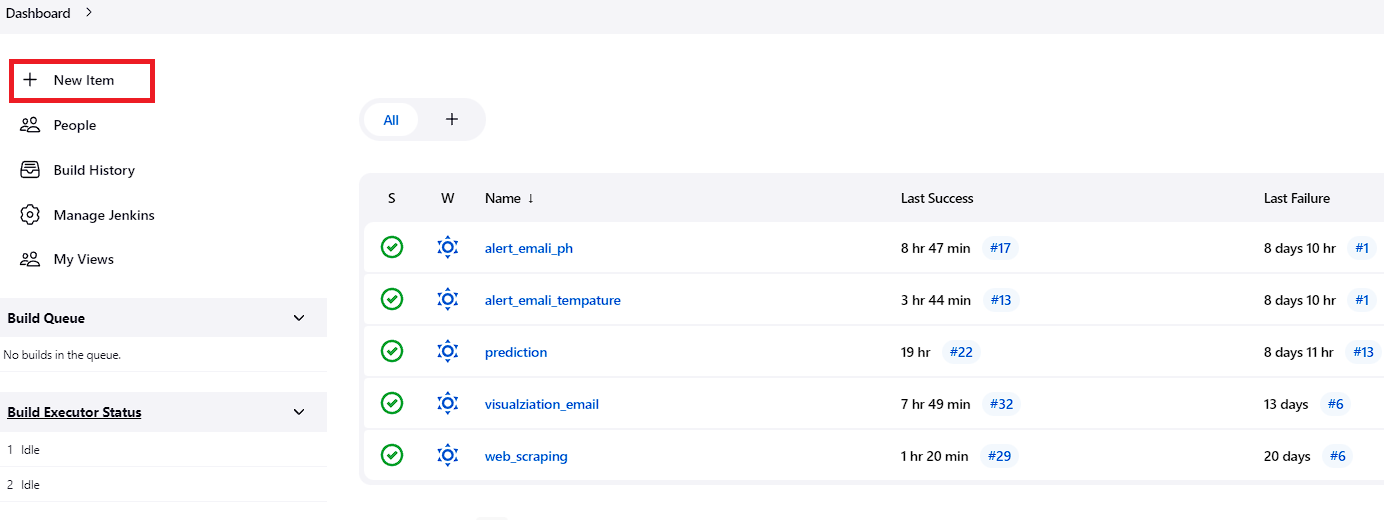 Dashboard
New Item
People
Build History
Manage Jenkins
My Views
Build Queue
No builds in the queue.
Build Executor Status
1 Idle
2 Idle
All
S W Name ↓ Last Success Last Failure
alert_emali_ph 8 hr 47 min #17 8 days 10 hr #1
alert_emali_tempature 3 hr 44 min #13 8 days 10 hr #1
prediction 19 hr #22 8 days 11 hr #13
visualziation_email 7 hr 49 min #32 13 days #6
web_scraping 1 hr 20 min #29 20 days #6